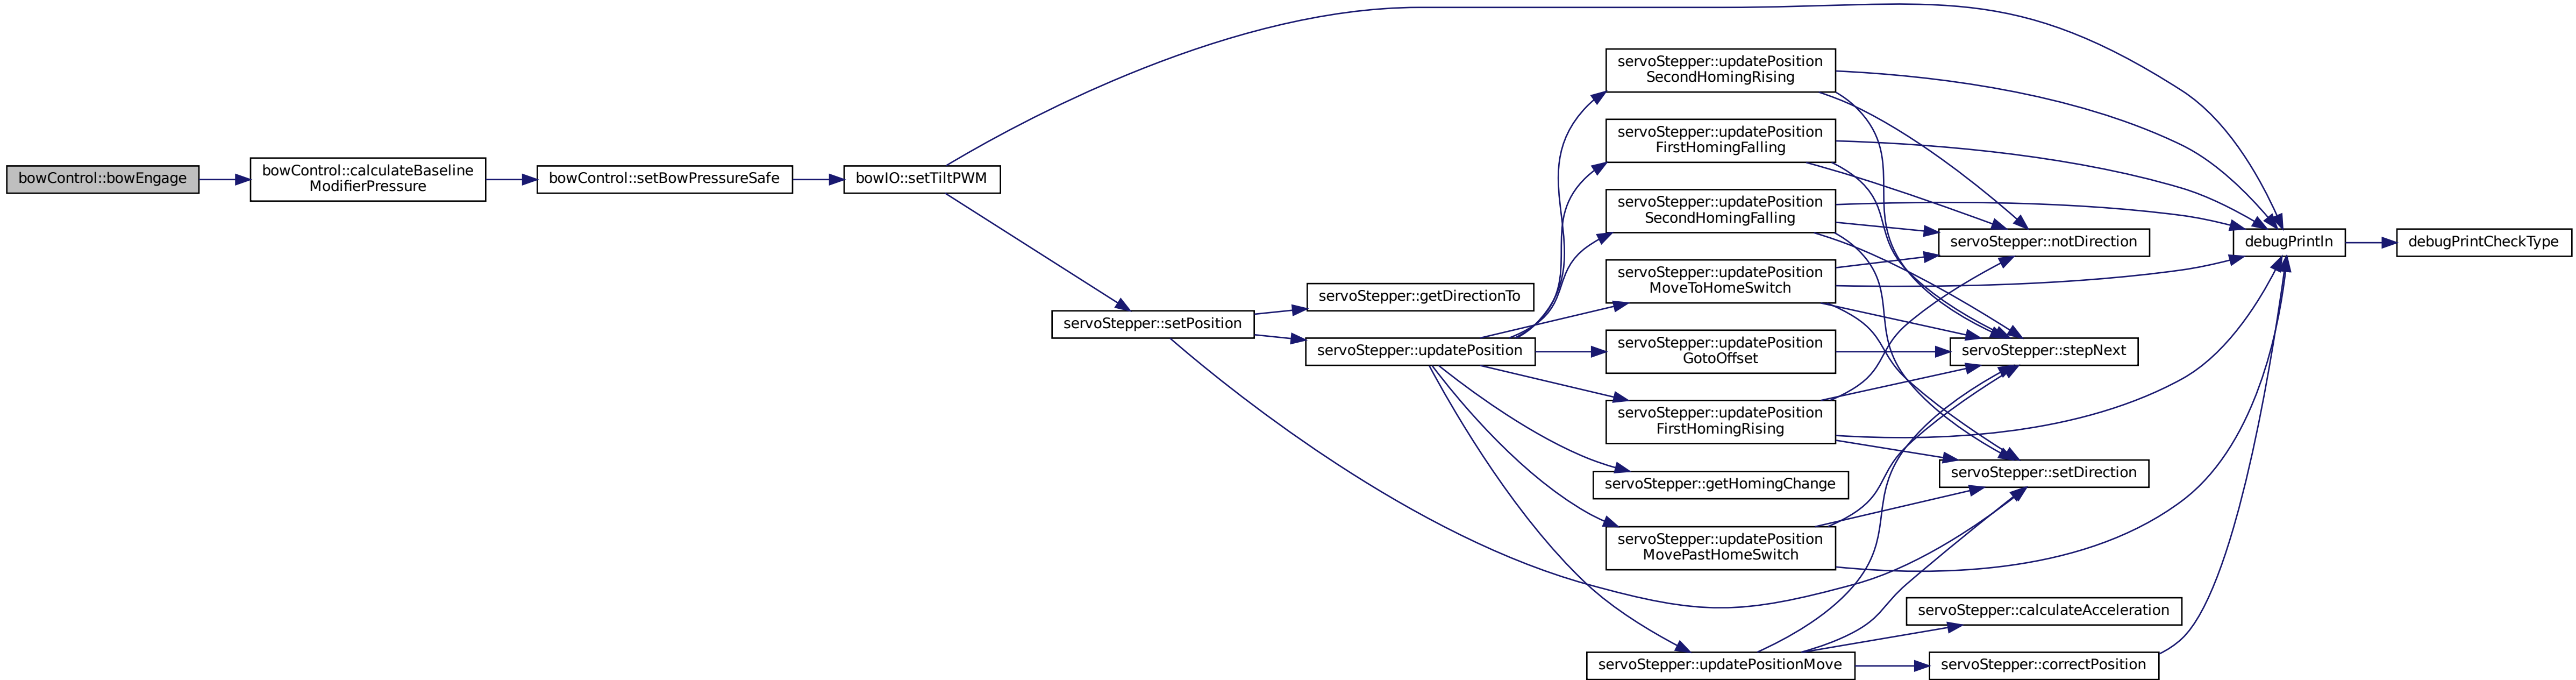 bowControl::bowEngage
bowControl::calculateBaseline
ModifierPressure
bowControl::setBowPressureSafe
bowIO::setTiltPWM
servoStepper::setPosition
servoStepper::getDirectionTo
servoStepper::updatePosition
servoStepper::updatePosition
SecondHomingRising
servoStepper::updatePosition
FirstHomingFalling
servoStepper::updatePosition
SecondHomingFalling
servoStepper::updatePosition
MoveToHomeSwitch
servoStepper::updatePosition
GotoOffset
servoStepper::updatePosition
FirstHomingRising
servoStepper::getHomingChange
servoStepper::updatePosition
MovePastHomeSwitch
servoStepper::updatePositionMove
servoStepper::notDirection
servoStepper::stepNext
servoStepper::setDirection
servoStepper::calculateAcceleration
servoStepper::correctPosition
debugPrintln
debugPrintCheckType